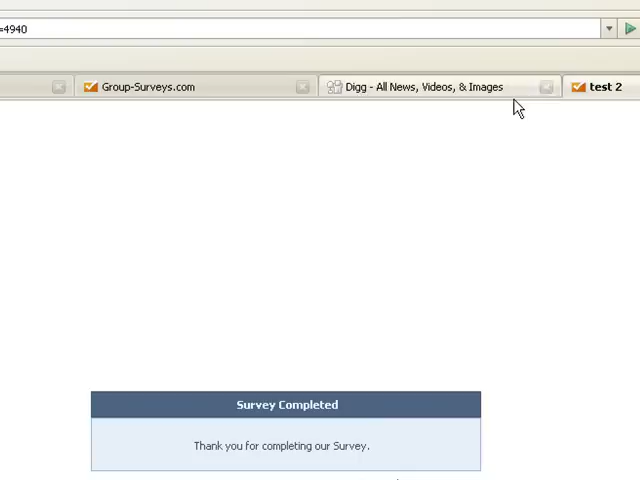 =4940
Group-Surveys.com
Digg - All News, Videos, & Images
test 2
Survey Completed
Thank you for completing our Survey.